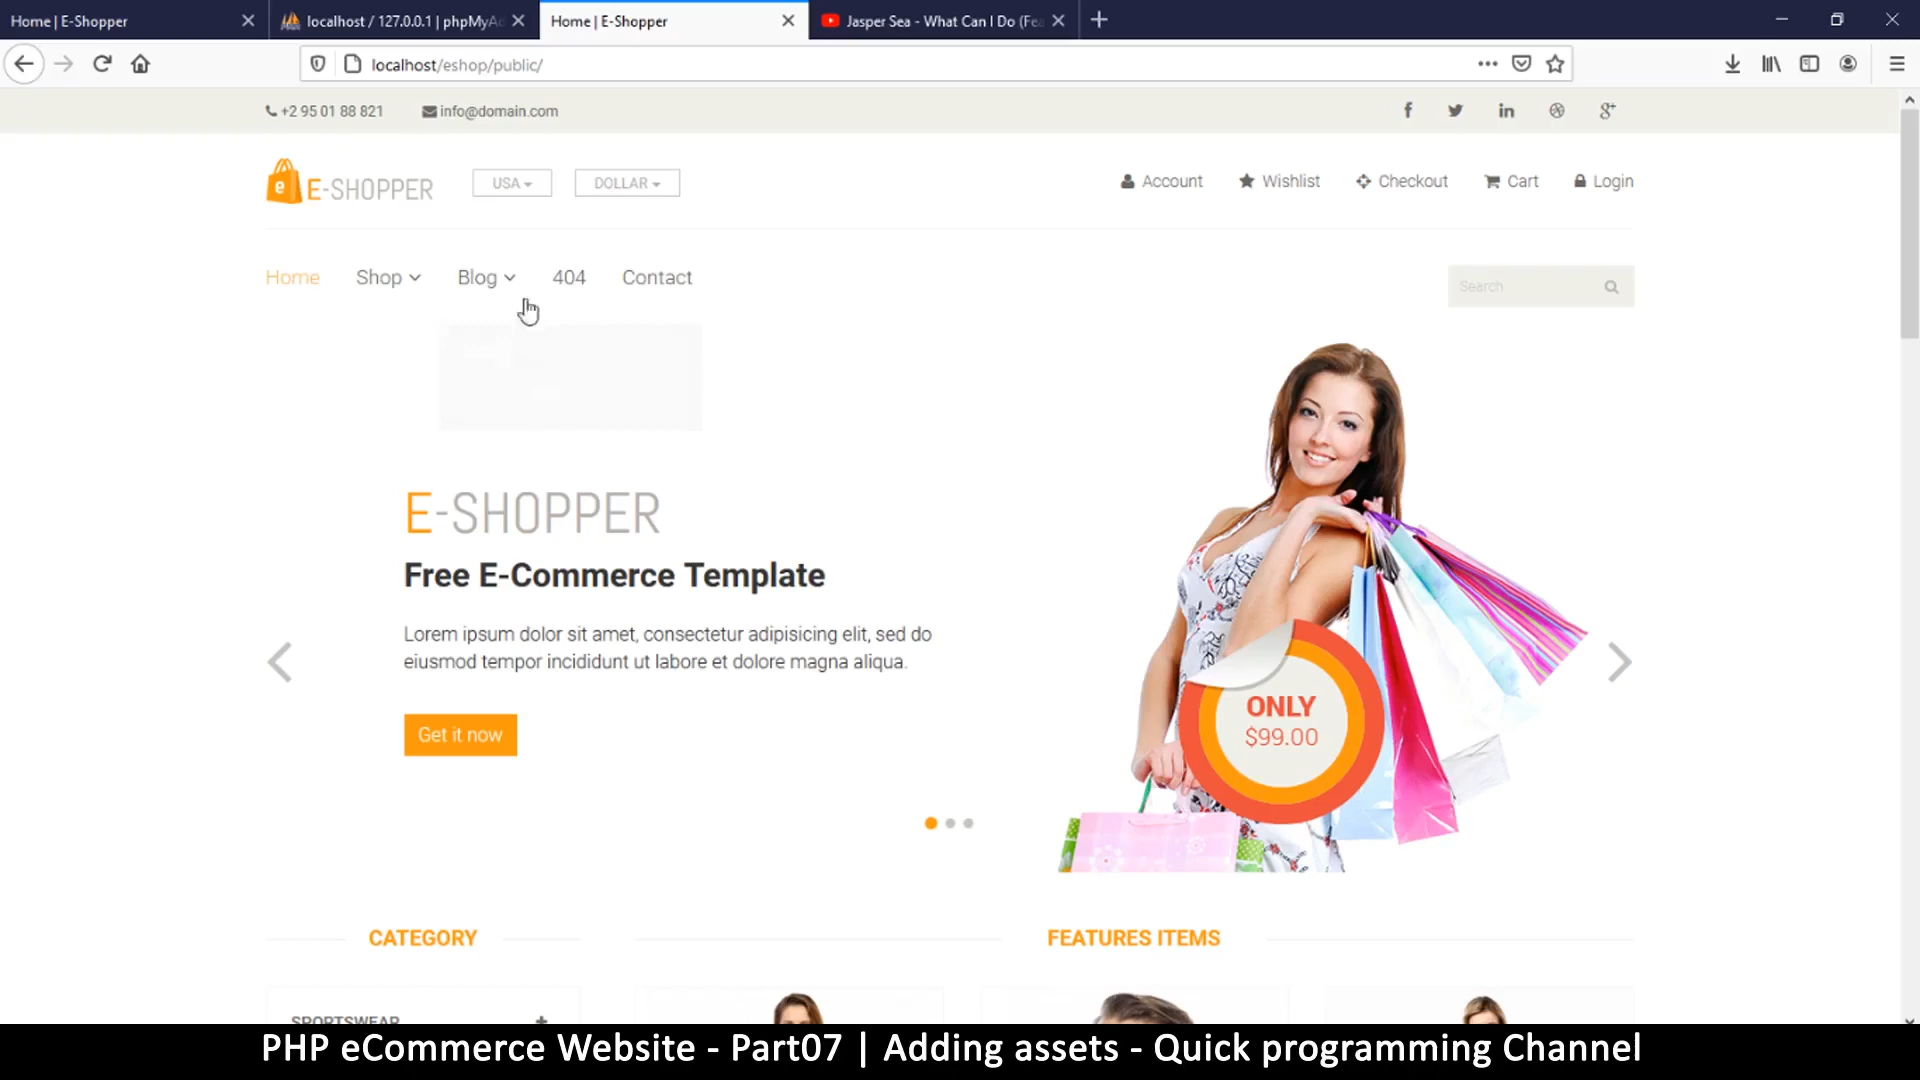 Home | E-Shopper
localhost / 127.0.0.1 | phpMyAd
Home | E-Shopper
Jasper Sea - What Can I Do (Fea
localhost/eshop/public/
+2 95 01 88 821
info@domain.com
E-SHOPPER
USA
DOLLAR
Account
Wishlist
Checkout
Cart
Login
Home
Shop
Blog
404
Contact
Search
E-SHOPPER
Free E-Commerce Template
Lorem ipsum dolor sit amet, consectetur adipisicing elit, sed do
eiusmod tempor incididunt ut labore et dolore magna aliqua.
Get it now
ONLY
$99.00
CATEGORY
FEATURES ITEMS
SPORTSWEAR
PHP eCommerce Website - Part07 | Adding assets - Quick programming Channel